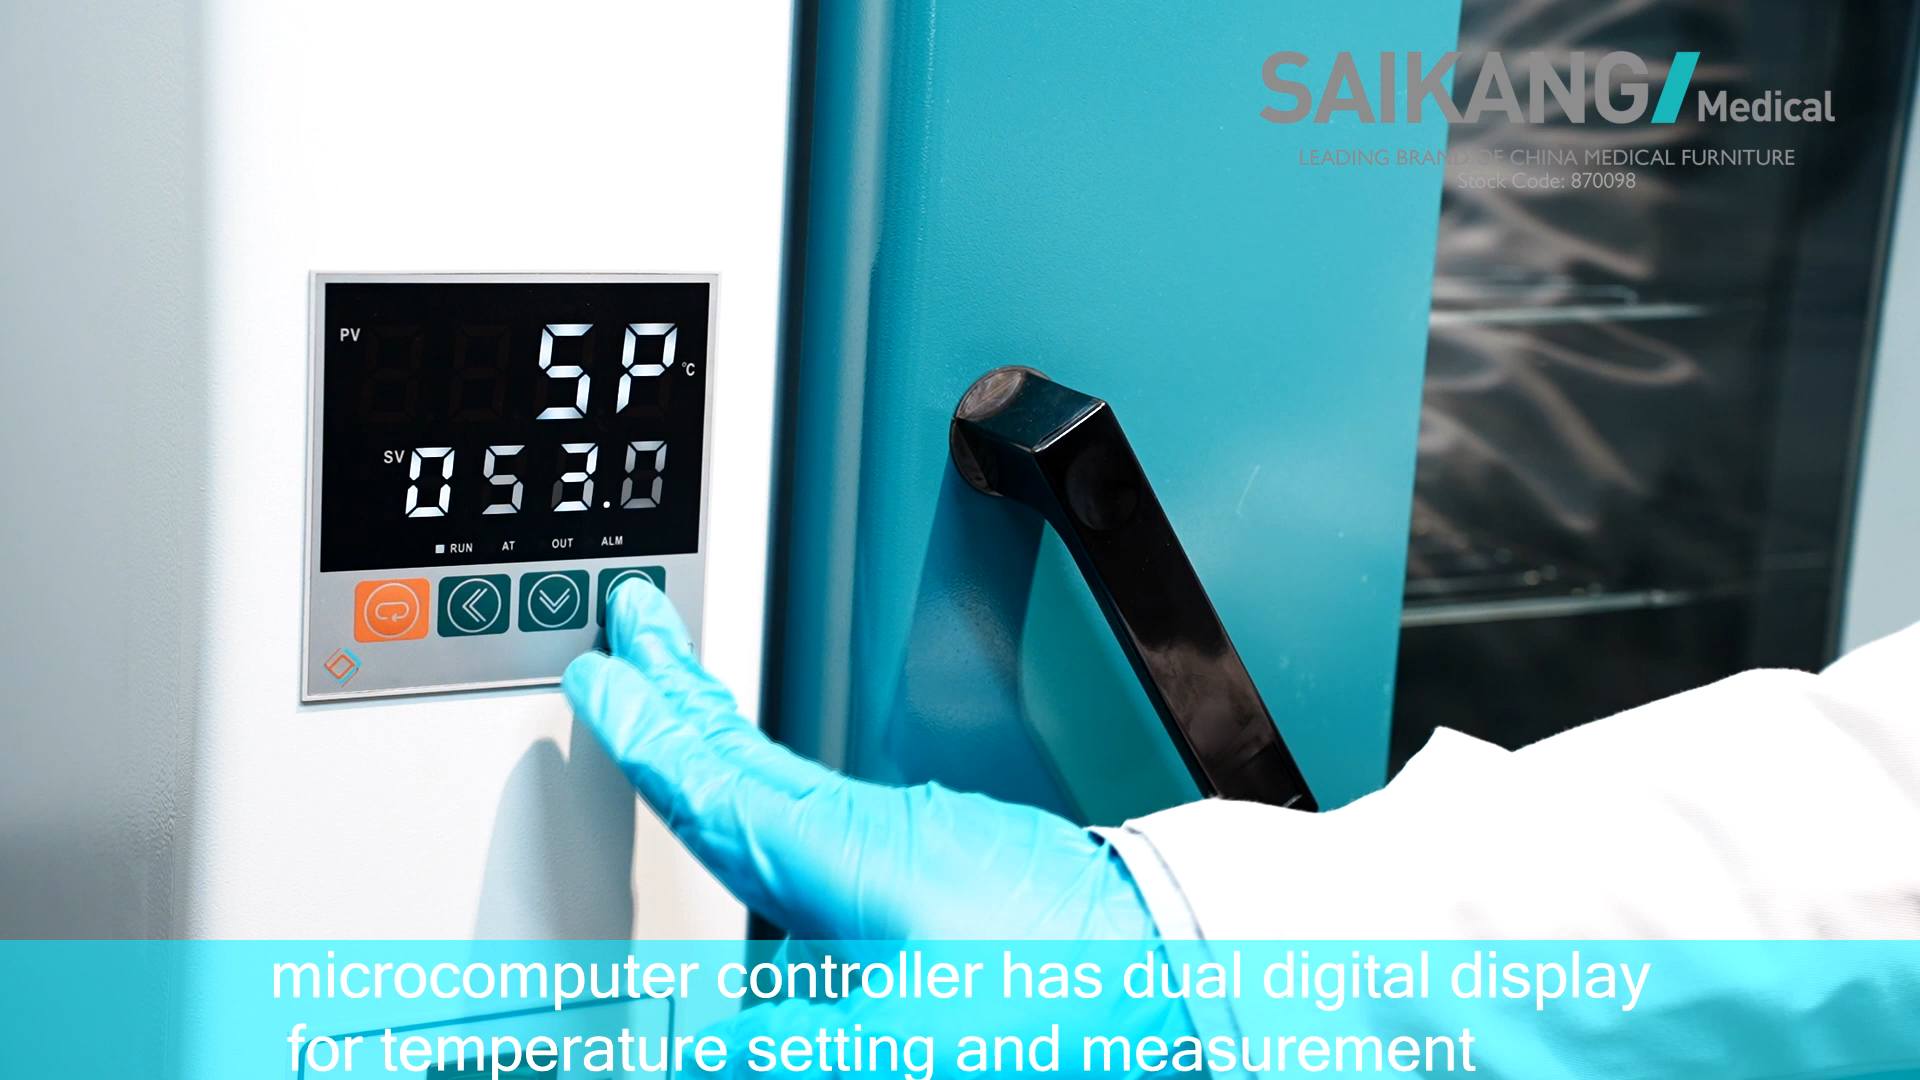 SAIKANG/ Medical
LEADING BRAND OF CHINA MEDICAL FURNITURE
Stock Code: 870098
PV
SP
°C
SV
053.0
RUN AT OUT ALM
microcomputer controller has dual digital display
for temperature setting and measurement